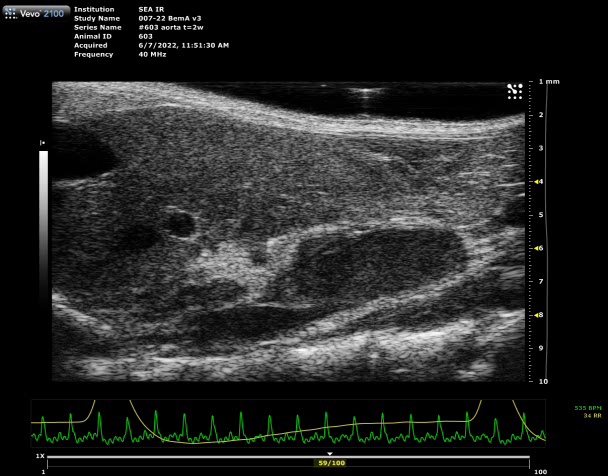 Vevo 2100
Institution SEA IR
Study Name 007-22 BemA v3
Series Name #603 aorta t=2w
Animal ID 603
Acquired 6/7/2022, 11:51:30 AM
Frequency 40 MHz
1 mm
2
3
4
5
6
7
8
9
10
535 BPM
34 RR
1X
59/100
1
100